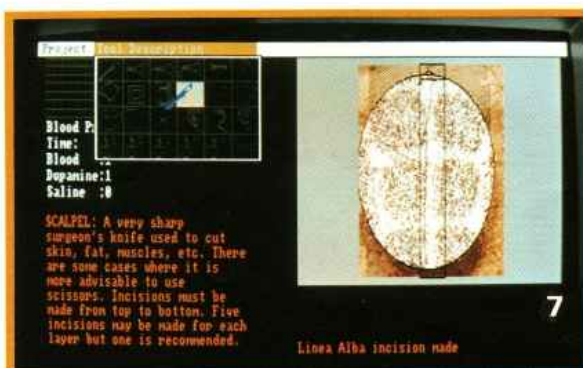 Project Tool Description
Blood
Time:
Blood
Dopamine:1
Saline :0
SCALPEL: A very sharp
surgeon's knife used to cut
skin, fat, muscles, etc. There
are some cases where it is
more advisable to use
scissors. Incisions must be
made from top to bottom. Five
incisions may be made for each
layer but one is recommended.
7
Linea Alba incision made